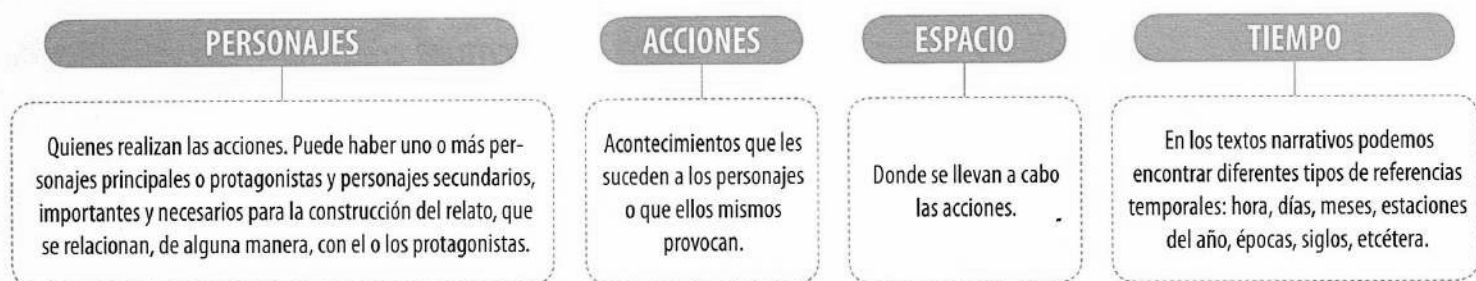 PERSONAJES
Quienes realizan las acciones. Puede haber uno o más per-
sonajes principales o protagonistas y personajes secundarios,
importantes y necesarios para la construcción del relato, que
se relacionan, de alguna manera, con el o los protagonistas.
ACCIONES
Acontecimientos que les
suceden a los personajes
o que ellos mismos
provocan.
ESPACIO
Donde se llevan a cabo
las acciones.
TIEMPO
En los textos narrativos podemos
encontrar diferentes tipos de referencias
temporales: hora, días, meses, estaciones
del año, épocas, siglos, etcétera.